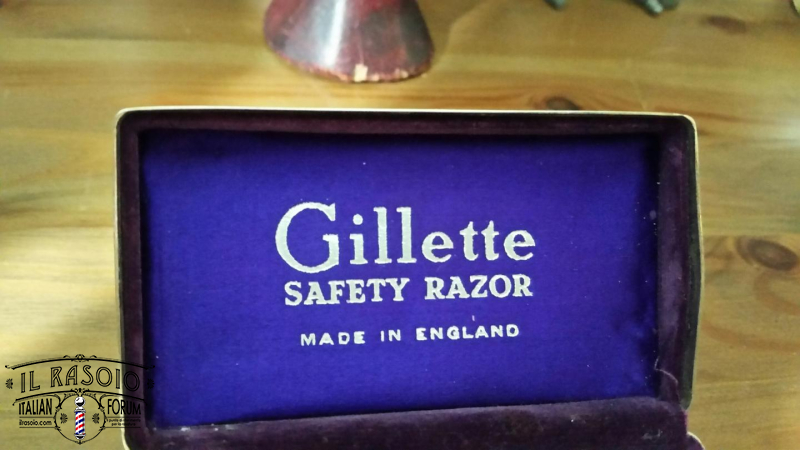 Gillette
SAFETY RAZOR
MADE IN ENGLAND
IL RASOIO
ITALIAN FORUM
ilrasoio.com